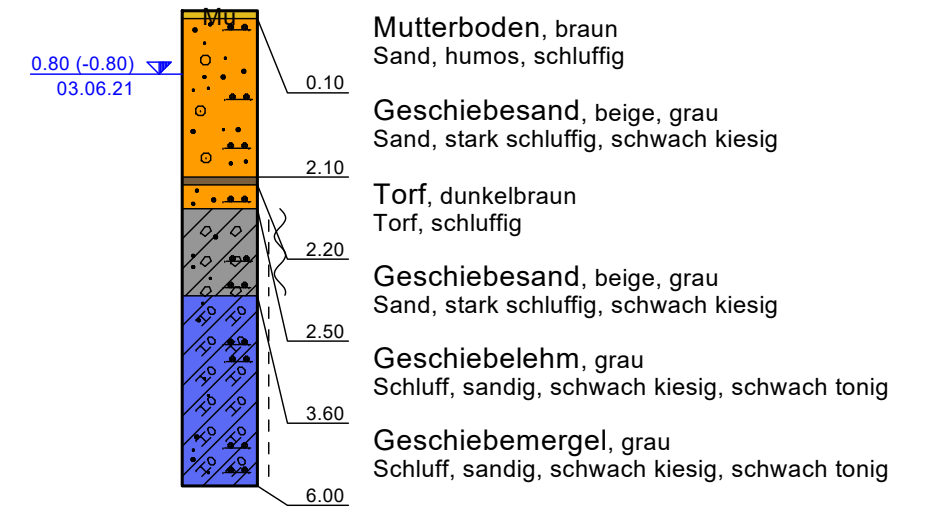 Mu
Mutterboden, braun
Sand, humos, schluffig
0.80 (-0.80)
03.06.21
0.10
Geschiebesand, beige, grau
Sand, stark schluffig, schwach kiesig
2.10
Torf, dunkelbraun
Torf, schluffig
2.20
Geschiebesand, beige, grau
Sand, stark schluffig, schwach kiesig
2.50
Geschiebelehm, grau
Schluff, sandig, schwach kiesig, schwach tonig
3.60
Geschiebemergel, grau
Schluff, sandig, schwach kiesig, schwach tonig
6.00